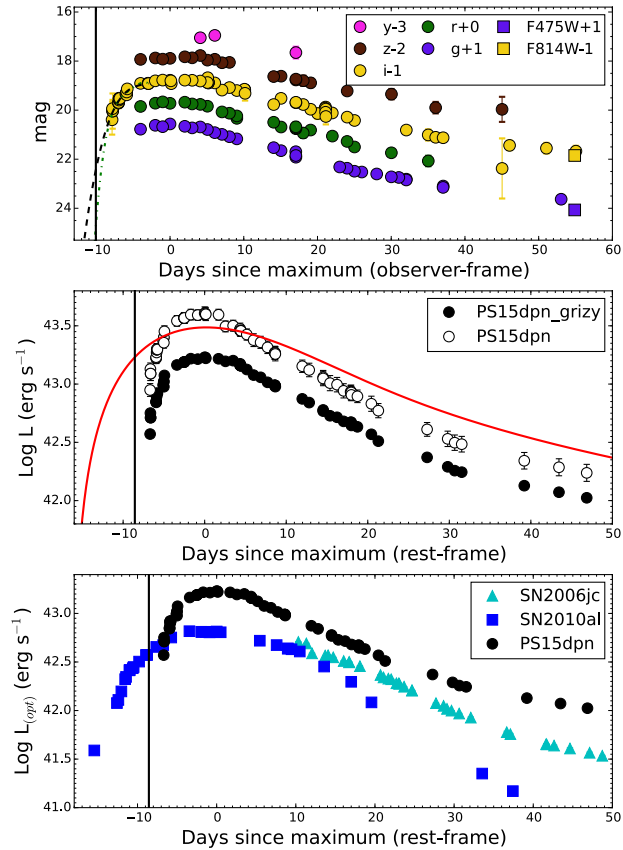 y-3 r+0 F475W+1
z-2 g+1 F814W-1
i-1
16
18
20
22
24
mag
−10 0 10 20 30 40 50 60
Days since maximum (observer-frame)
PS15dpn_grizy
PS15dpn
43.5
43.0
42.5
42.0
Log L (erg s⁻¹)
−10 0 10 20 30 40 50
Days since maximum (rest-frame)
SN2006jc
SN2010al
PS15dpn
43.0
42.5
42.0
41.5
41.0
Log L(opt) (erg s⁻¹)
−10 0 10 20 30 40 50
Days since maximum (rest-frame)